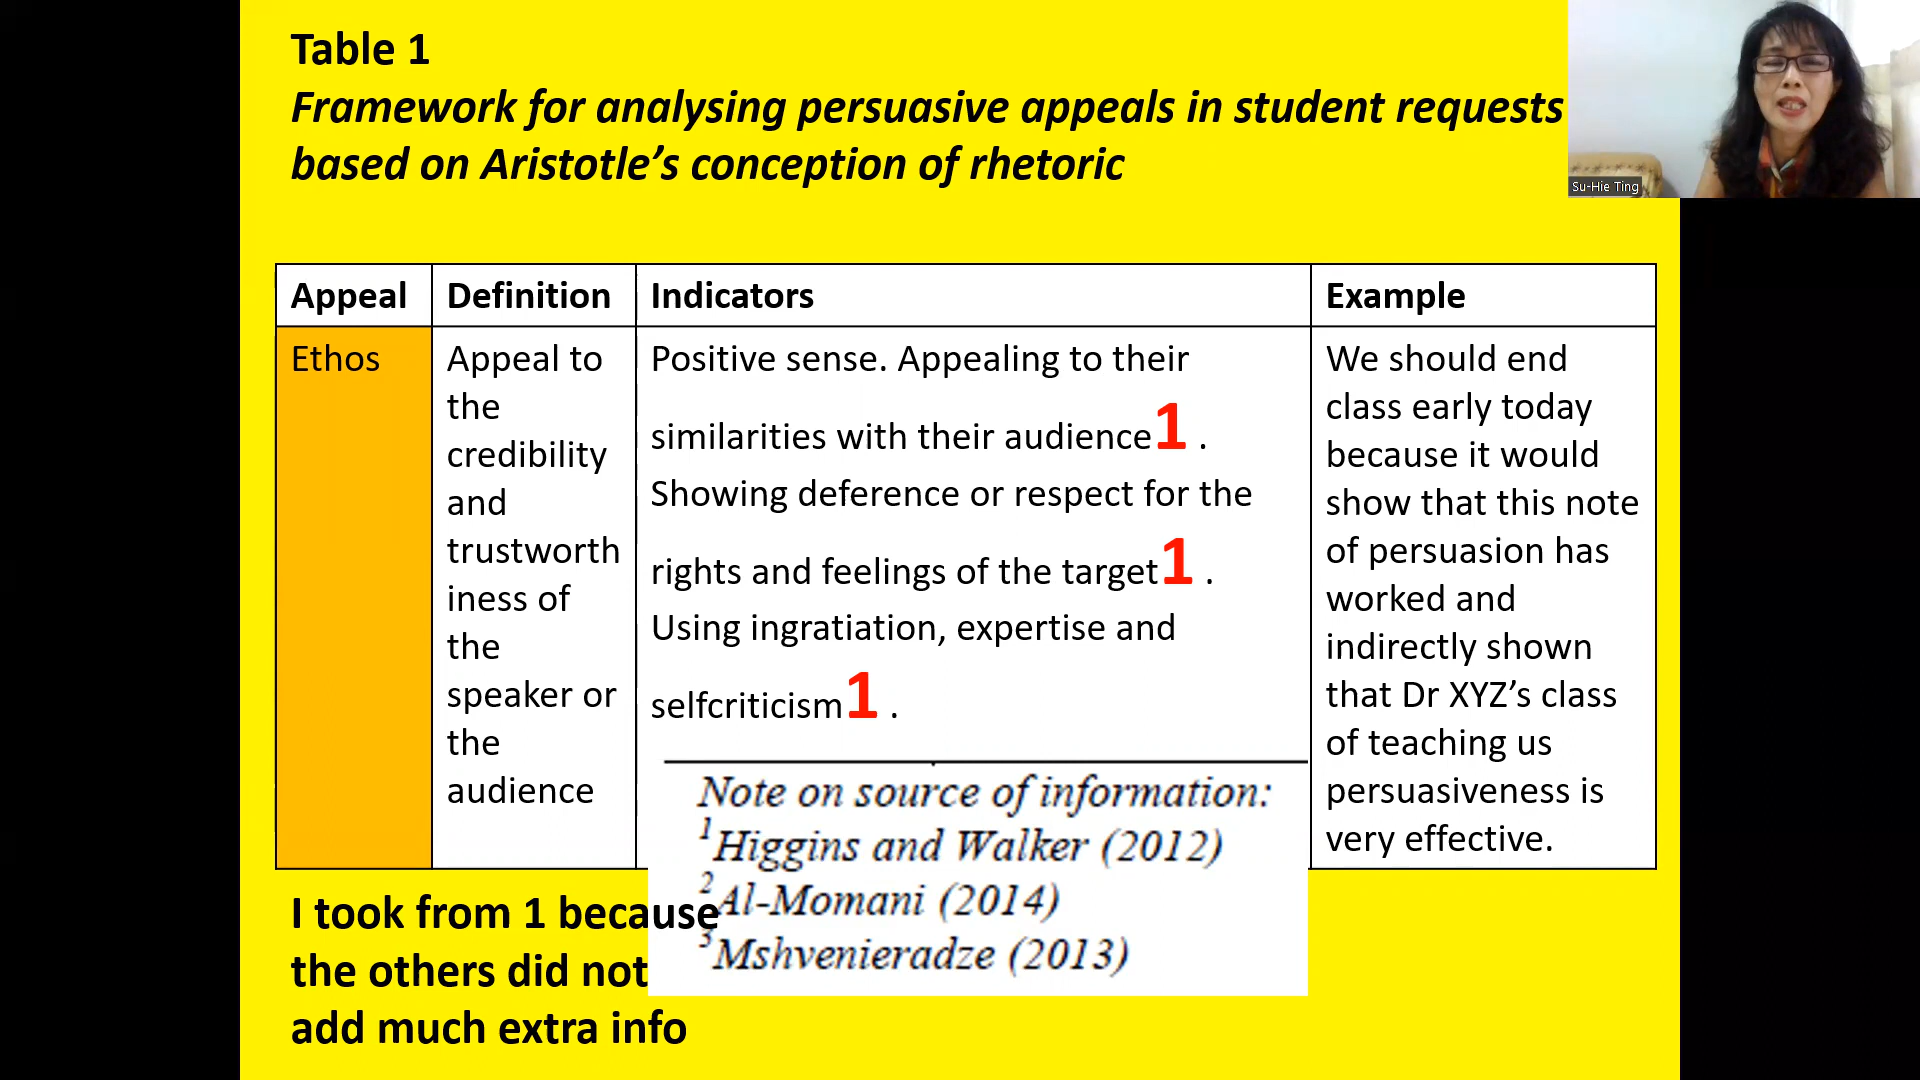 Table 1
Framework for analysing persuasive appeals in student requests
based on Aristotle’s conception of rhetoric
Su-Hie Ting
Appeal
Definition
Indicators
Example
Ethos
Appeal to
the
credibility
and
trustworth
iness of
the
speaker or
the
audience
Positive sense. Appealing to their
similarities with their audience1 .
Showing deference or respect for the
rights and feelings of the target1 .
Using ingratiation, expertise and
selfcriticism1 .
We should end
class early today
because it would
show that this note
of persuasion has
worked and
indirectly shown
that Dr XYZ’s class
of teaching us
persuasiveness is
very effective.
Note on source of information:
1Higgins and Walker (2012)
2Al-Momani (2014)
3Mshvenieradze (2013)
I took from 1 because
the others did not
add much extra info